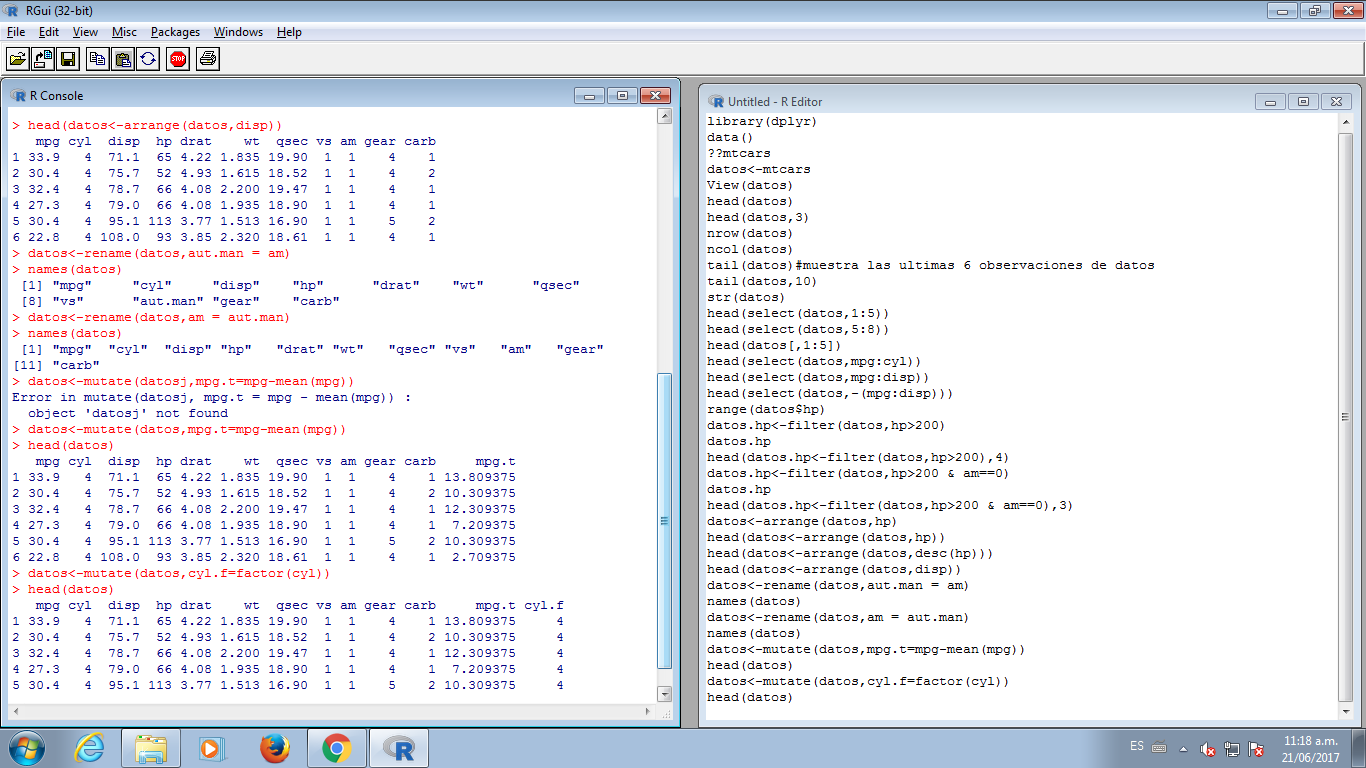 RGui (32-bit)
File Edit View Misc Packages Windows Help
STOP
R Console
> head(datos<-arrange(datos,disp))
   mpg cyl  disp  hp drat    wt  qsec vs am gear carb
1 33.9   4  71.1  65 4.22 1.835 19.90  1  1    4    1
2 30.4   4  75.7  52 4.93 1.615 18.52  1  1    4    2
3 32.4   4  78.7  66 4.08 2.200 19.47  1  1    4    1
4 27.3   4  79.0  66 4.08 1.935 18.90  1  1    4    1
5 30.4   4  95.1 113 3.77 1.513 16.90  1  1    5    2
6 22.8   4 108.0  93 3.85 2.320 18.61  1  1    4    1
> datos<-rename(datos,aut.man = am)
> names(datos)
 [1] "mpg"     "cyl"     "disp"    "hp"      "drat"    "wt"      "qsec"
 [8] "vs"      "aut.man" "gear"    "carb"
> datos<-rename(datos,am = aut.man)
> names(datos)
 [1] "mpg"  "cyl"  "disp" "hp"   "drat" "wt"   "qsec" "vs"   "am"   "gear"
[11] "carb"
> datos<-mutate(datosj,mpg.t=mpg-mean(mpg))
Error in mutate(datosj, mpg.t = mpg - mean(mpg)) :
  object 'datosj' not found
> datos<-mutate(datos,mpg.t=mpg-mean(mpg))
> head(datos)
   mpg cyl  disp  hp drat    wt  qsec vs am gear carb     mpg.t
1 33.9   4  71.1  65 4.22 1.835 19.90  1  1    4    1 13.809375
2 30.4   4  75.7  52 4.93 1.615 18.52  1  1    4    2 10.309375
3 32.4   4  78.7  66 4.08 2.200 19.47  1  1    4    1 12.309375
4 27.3   4  79.0  66 4.08 1.935 18.90  1  1    4    1  7.209375
5 30.4   4  95.1 113 3.77 1.513 16.90  1  1    5    2 10.309375
6 22.8   4 108.0  93 3.85 2.320 18.61  1  1    4    1  2.709375
> datos<-mutate(datos,cyl.f=factor(cyl))
> head(datos)
   mpg cyl  disp  hp drat    wt  qsec vs am gear carb     mpg.t cyl.f
1 33.9   4  71.1  65 4.22 1.835 19.90  1  1    4    1 13.809375     4
2 30.4   4  75.7  52 4.93 1.615 18.52  1  1    4    2 10.309375     4
3 32.4   4  78.7  66 4.08 2.200 19.47  1  1    4    1 12.309375     4
4 27.3   4  79.0  66 4.08 1.935 18.90  1  1    4    1  7.209375     4
5 30.4   4  95.1 113 3.77 1.513 16.90  1  1    5    2 10.309375     4
Untitled - R Editor
library(dplyr)
data()
??mtcars
datos<-mtcars
View(datos)
head(datos)
head(datos,3)
nrow(datos)
ncol(datos)
tail(datos)#muestra las ultimas 6 observaciones de datos
tail(datos,10)
str(datos)
head(select(datos,1:5))
head(select(datos,5:8))
head(datos[,1:5])
head(select(datos,mpg:cyl))
head(select(datos,mpg:disp))
head(select(datos,-(mpg:disp)))
range(datos$hp)
datos.hp<-filter(datos,hp>200)
datos.hp
head(datos.hp<-filter(datos,hp>200),4)
datos.hp<-filter(datos,hp>200 & am==0)
datos.hp
head(datos.hp<-filter(datos,hp>200 & am==0),3)
datos<-arrange(datos,hp)
head(datos<-arrange(datos,hp))
head(datos<-arrange(datos,desc(hp)))
head(datos<-arrange(datos,disp))
datos<-rename(datos,aut.man = am)
names(datos)
datos<-rename(datos,am = aut.man)
names(datos)
datos<-mutate(datos,mpg.t=mpg-mean(mpg))
head(datos)
datos<-mutate(datos,cyl.f=factor(cyl))
head(datos)
ES
11:18 a.m.
21/06/2017